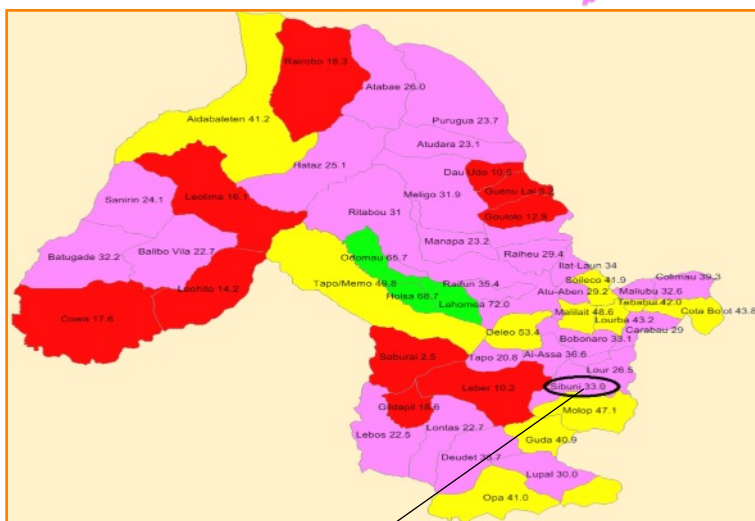 Rairobo 18.3
Atabae 26.0
Aidabaleten 41.2
Purugua 23.7
Atudara 23.1
Hataz 25.1
Dau Udo 10.5
Guenu Lai 5.2
Leolima 16.1
Meligo 31.9
Sanirin 24.1
Ritabou 31
Goulolo 12.9
Manapa 23.2
Balibo Vila 22.7
Raiheu 29.4
Batugade 32.2
Odomau 65.7
Ilat-Laun 34
Soileco 41.9
Colimau 39.3
Tapo/Memo 49.8
Raifun 35.4
Holsa 68.7
Atu-Aben 29.2
Mallubu 32.6
Leohito 14.2
Lahomea 72.0
Tebabui 42.0
Malilait 48.6
Cota Bo'ot 43.8
Cowa 17.6
Lourba 43.2
Oeleo 53.4
Carabau 29
Bobonaro 33.1
Saburai 2.5
Tapo 20.8
Ai-Assa 36.6
Lour 26.5
Leber 10.2
Sibuni 33.0
Gildapil 18.6
Molop 47.1
Lontas 22.7
Lebos 22.5
Guda 40.9
Lupal 30.0
Opa 41.0